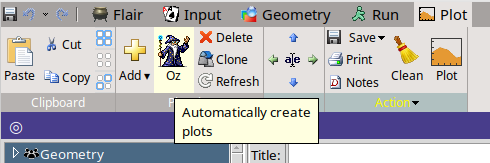 Flair Input Geometry Run Plot
Paste Cut Copy
Add Oz Delete Clone Refresh
a|e
Save Print Notes Clean Plot
Clipboard Action
Automatically create
plots
Geometry Title: